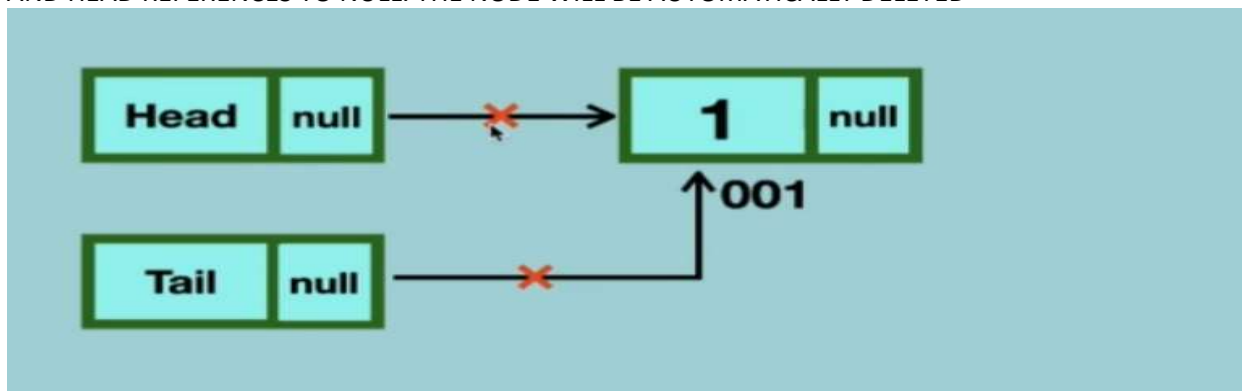 AND HEAD REFERENCES TO NULL. THE NODE WILL BE AUTOMATICALLY DELETED
Head null
1 null
001
Tail null